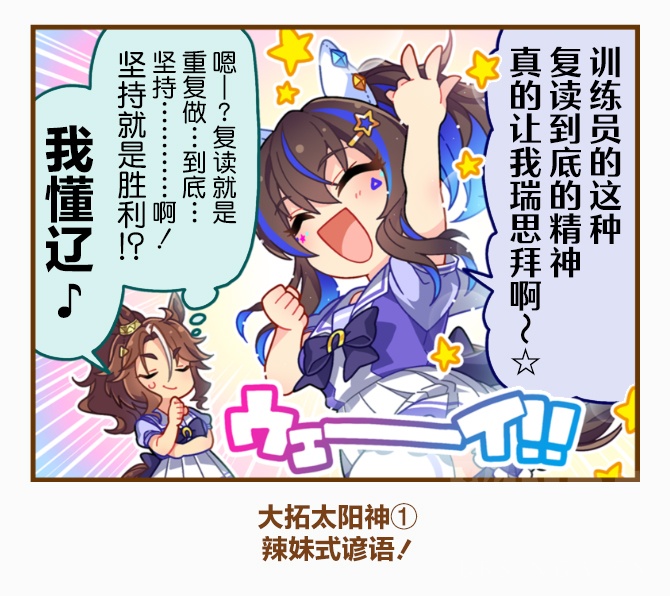 训练员的这种
复读到底的精神
真的让我瑞思拜啊~☆
嗯—？复读就是
重复做…到底…
坚持…………啊！
坚持就是胜利!?
我懂辽♪
ウェーイ!!
大拓太阳神①
辣妹式谚语！